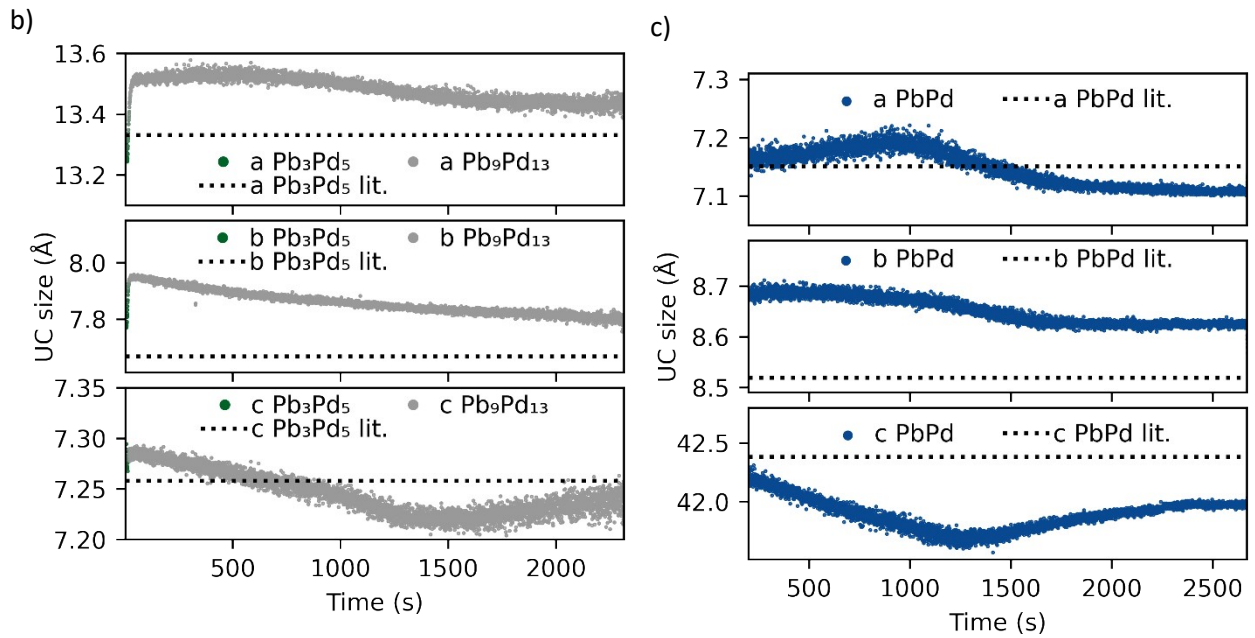 b)
UC size (Å)
13.6
13.4
13.2
a Pb₃Pd₅ a Pb₉Pd₁₃
a Pb₃Pd₅ lit.
8.0
7.8
b Pb₃Pd₅ b Pb₉Pd₁₃
b Pb₃Pd₅ lit.
7.35
7.30
7.25
7.20
c Pb₃Pd₅ c Pb₉Pd₁₃
c Pb₃Pd₅ lit.
500 1000 1500 2000
Time (s)
c)
UC size (Å)
7.3
7.2
7.1
a PbPd a PbPd lit.
8.7
8.6
8.5
b PbPd b PbPd lit.
42.5
42.0
c PbPd c PbPd lit.
500 1000 1500 2000 2500
Time (s)